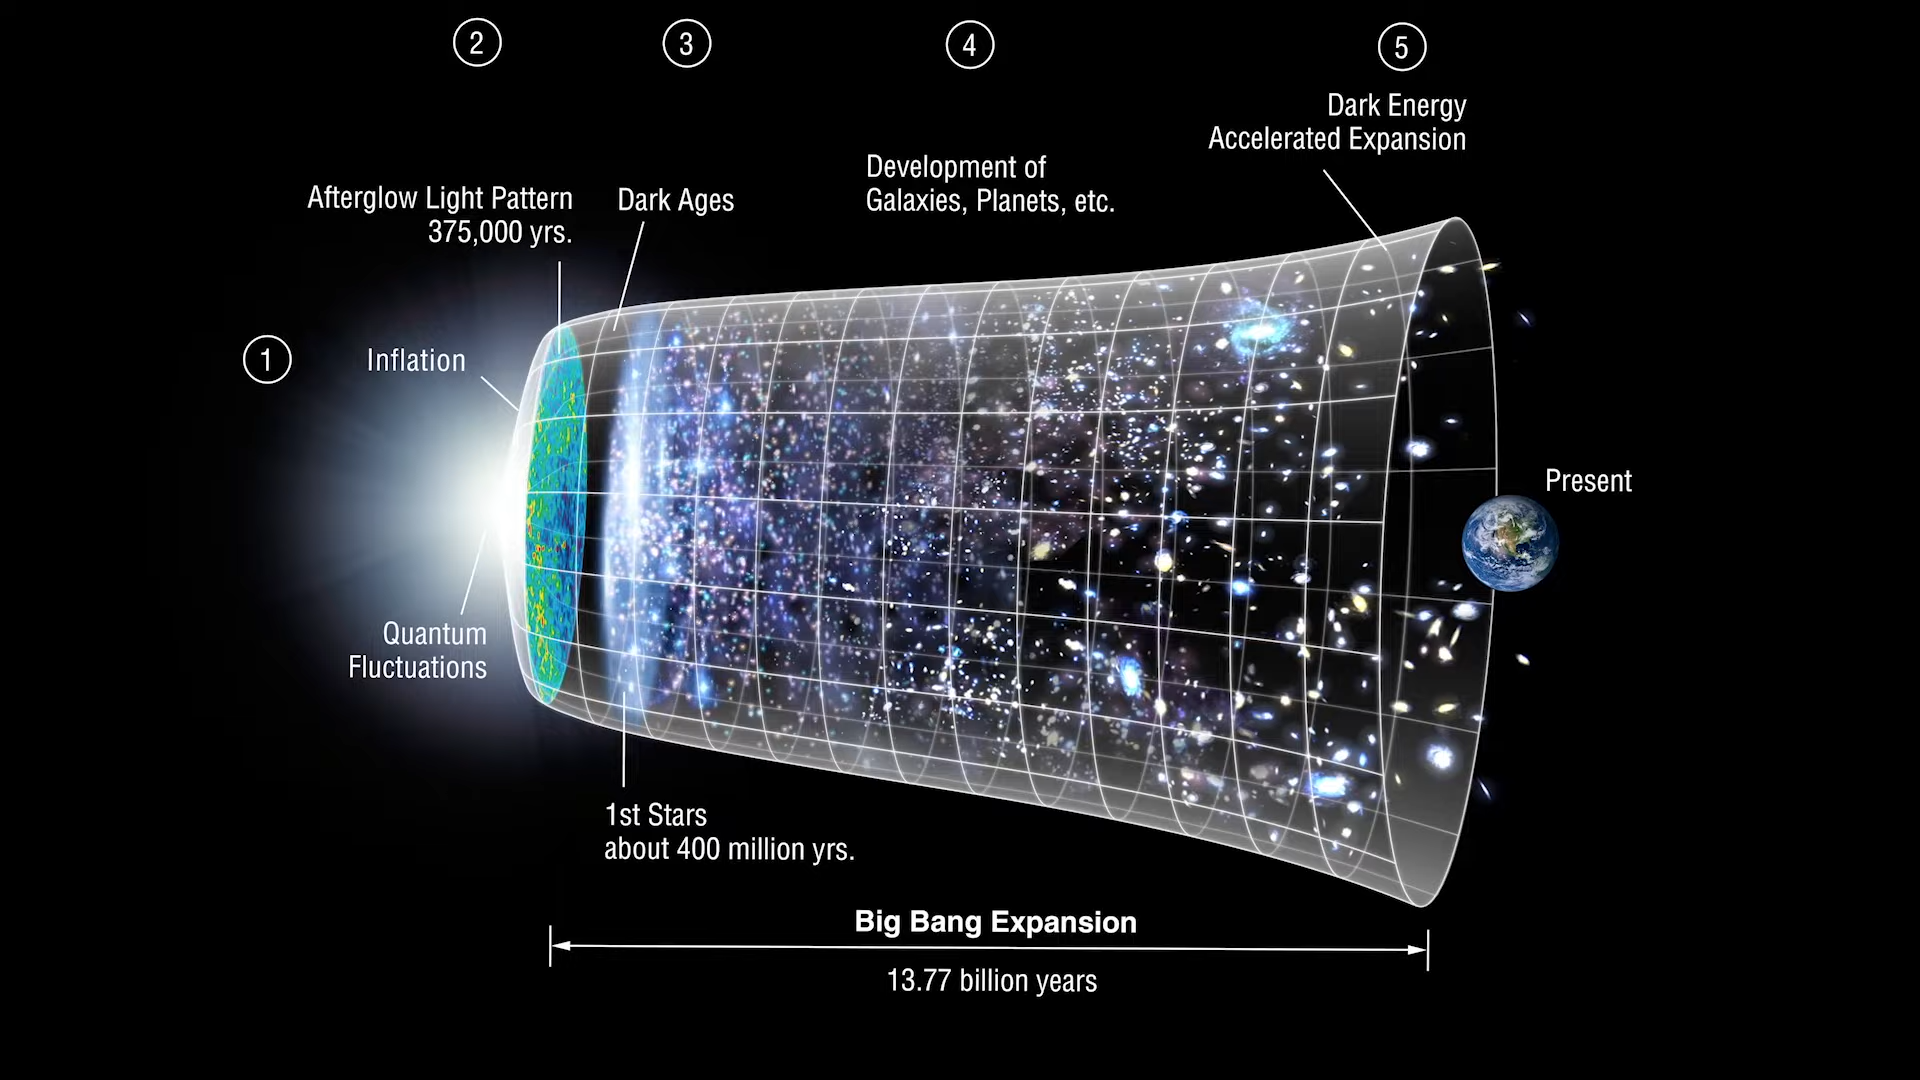 2
3
4
5
Dark Energy
Accelerated Expansion
Development of
Galaxies, Planets, etc.
Afterglow Light Pattern
375,000 yrs.
Dark Ages
1
Inflation
Present
Quantum
Fluctuations
1st Stars
about 400 million yrs.
Big Bang Expansion
13.77 billion years